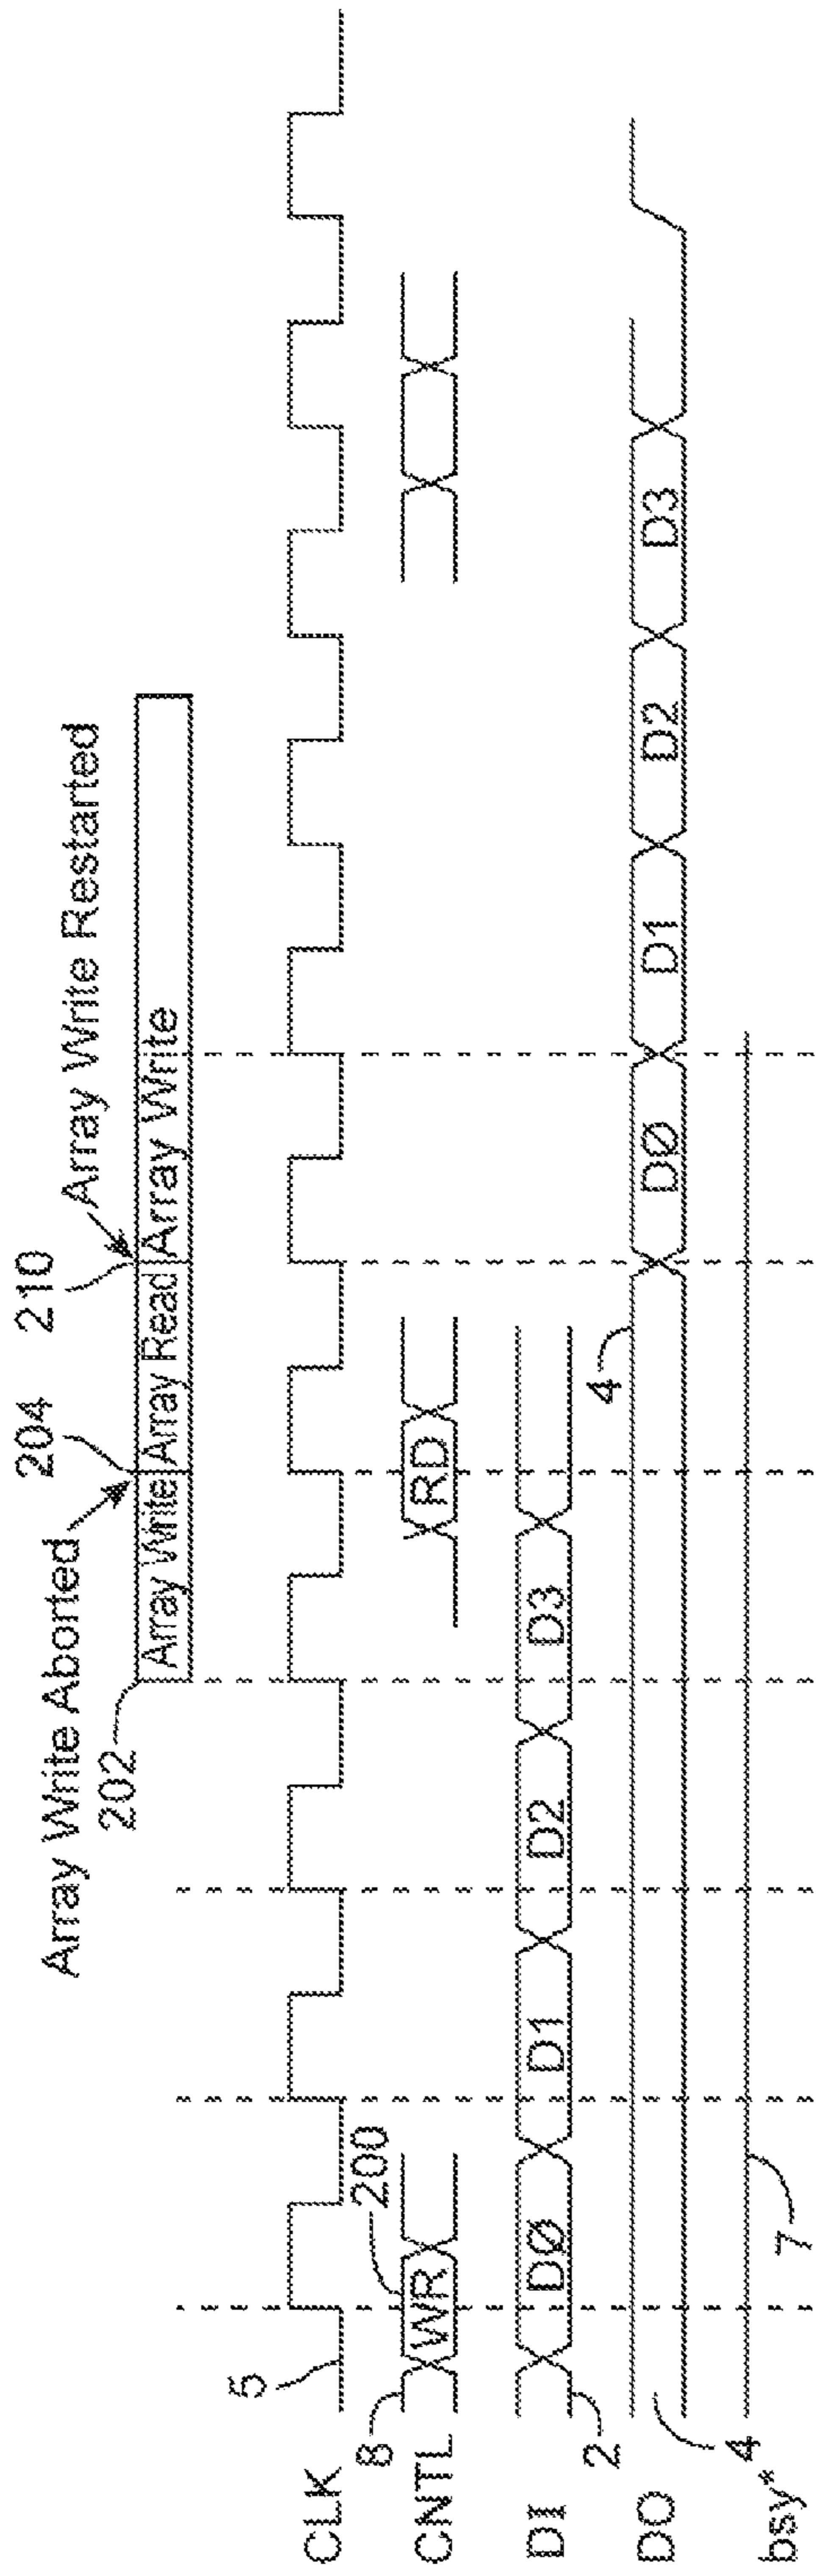 Array Write Aborted
Array Write Restarted
202
204
210
Array Write
Array Read
Array Write
CLK
5
CNTL
8
WR
200
RD
DI
2
DØ
D1
D2
D3
DO
4
4
DØ
D1
D2
D3
bsy*
7